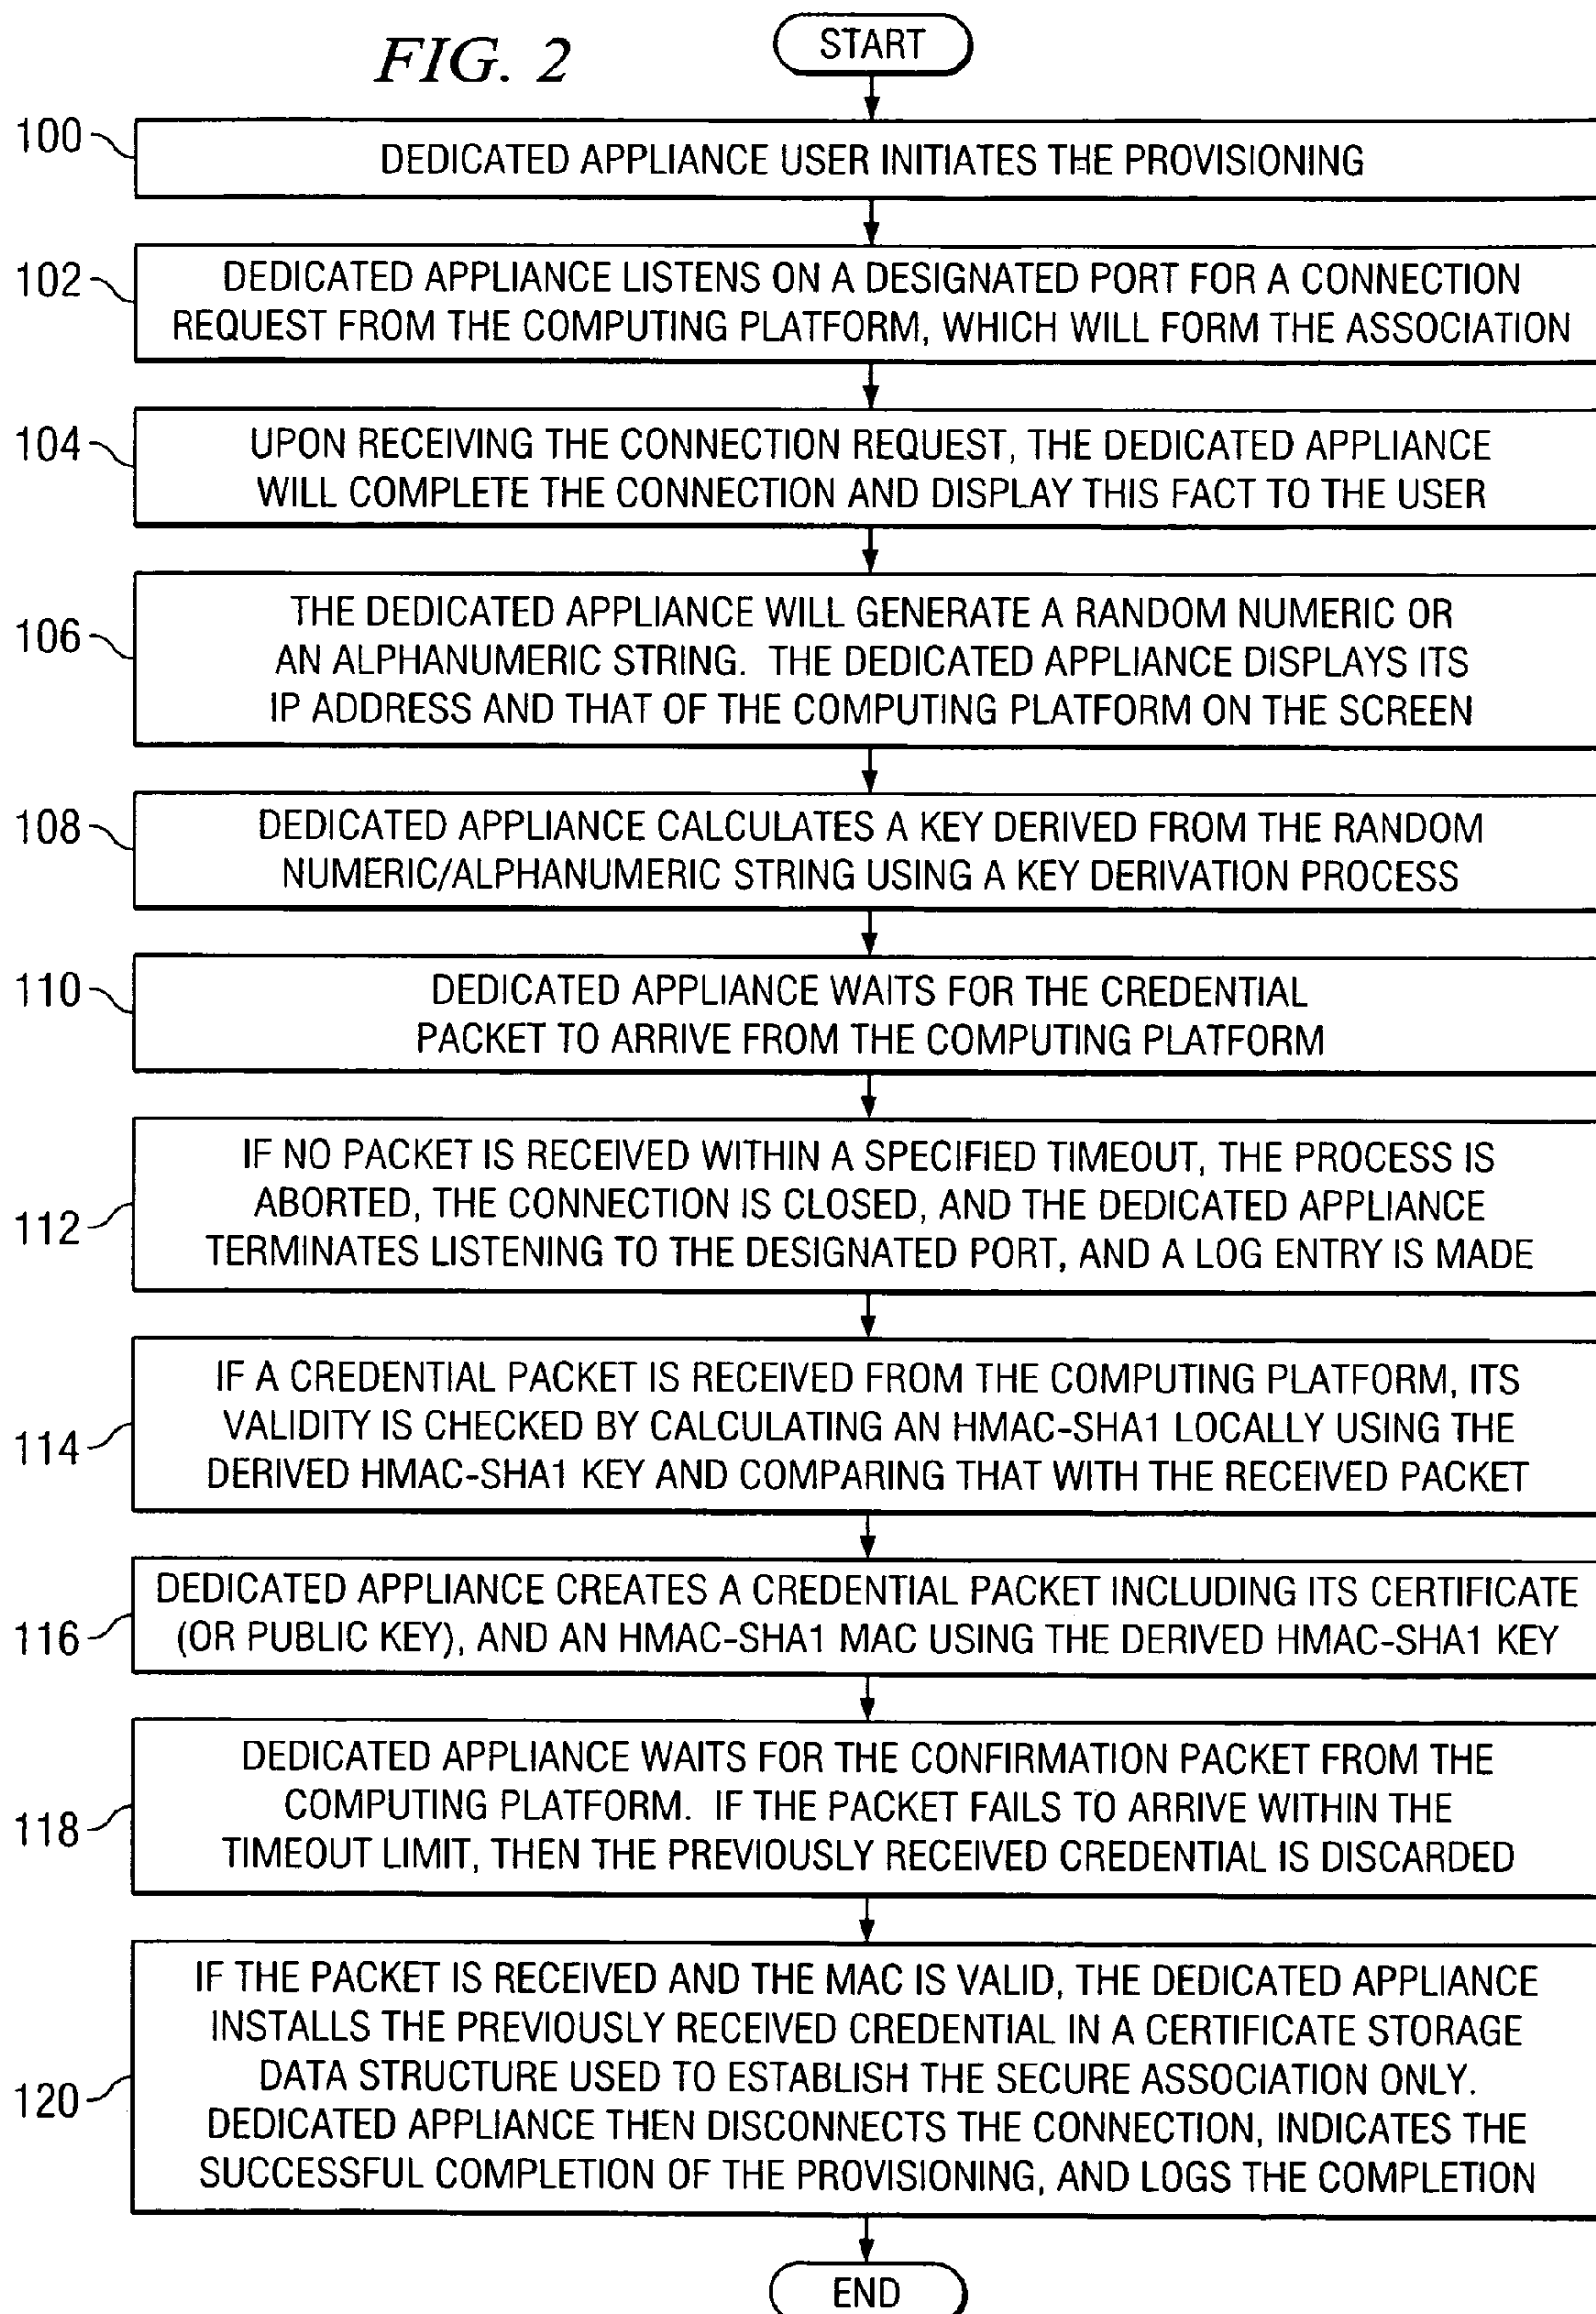 FIG. 2
START
100
DEDICATED APPLIANCE USER INITIATES THE PROVISIONING
102
DEDICATED APPLIANCE LISTENS ON A DESIGNATED PORT FOR A CONNECTION
REQUEST FROM THE COMPUTING PLATFORM, WHICH WILL FORM THE ASSOCIATION
104
UPON RECEIVING THE CONNECTION REQUEST, THE DEDICATED APPLIANCE
WILL COMPLETE THE CONNECTION AND DISPLAY THIS FACT TO THE USER
106
THE DEDICATED APPLIANCE WILL GENERATE A RANDOM NUMERIC OR
AN ALPHANUMERIC STRING. THE DEDICATED APPLIANCE DISPLAYS ITS
IP ADDRESS AND THAT OF THE COMPUTING PLATFORM ON THE SCREEN
108
DEDICATED APPLIANCE CALCULATES A KEY DERIVED FROM THE RANDOM
NUMERIC/ALPHANUMERIC STRING USING A KEY DERIVATION PROCESS
110
DEDICATED APPLIANCE WAITS FOR THE CREDENTIAL
PACKET TO ARRIVE FROM THE COMPUTING PLATFORM
112
IF NO PACKET IS RECEIVED WITHIN A SPECIFIED TIMEOUT, THE PROCESS IS
ABORTED, THE CONNECTION IS CLOSED, AND THE DEDICATED APPLIANCE
TERMINATES LISTENING TO THE DESIGNATED PORT, AND A LOG ENTRY IS MADE
114
IF A CREDENTIAL PACKET IS RECEIVED FROM THE COMPUTING PLATFORM, ITS
VALIDITY IS CHECKED BY CALCULATING AN HMAC-SHA1 LOCALLY USING THE
DERIVED HMAC-SHA1 KEY AND COMPARING THAT WITH THE RECEIVED PACKET
116
DEDICATED APPLIANCE CREATES A CREDENTIAL PACKET INCLUDING ITS CERTIFICATE
(OR PUBLIC KEY), AND AN HMAC-SHA1 MAC USING THE DERIVED HMAC-SHA1 KEY
118
DEDICATED APPLIANCE WAITS FOR THE CONFIRMATION PACKET FROM THE
COMPUTING PLATFORM. IF THE PACKET FAILS TO ARRIVE WITHIN THE
TIMEOUT LIMIT, THEN THE PREVIOUSLY RECEIVED CREDENTIAL IS DISCARDED
120
IF THE PACKET IS RECEIVED AND THE MAC IS VALID, THE DEDICATED APPLIANCE
INSTALLS THE PREVIOUSLY RECEIVED CREDENTIAL IN A CERTIFICATE STORAGE
DATA STRUCTURE USED TO ESTABLISH THE SECURE ASSOCIATION ONLY.
DEDICATED APPLIANCE THEN DISCONNECTS THE CONNECTION, INDICATES THE
SUCCESSFUL COMPLETION OF THE PROVISIONING, AND LOGS THE COMPLETION
END